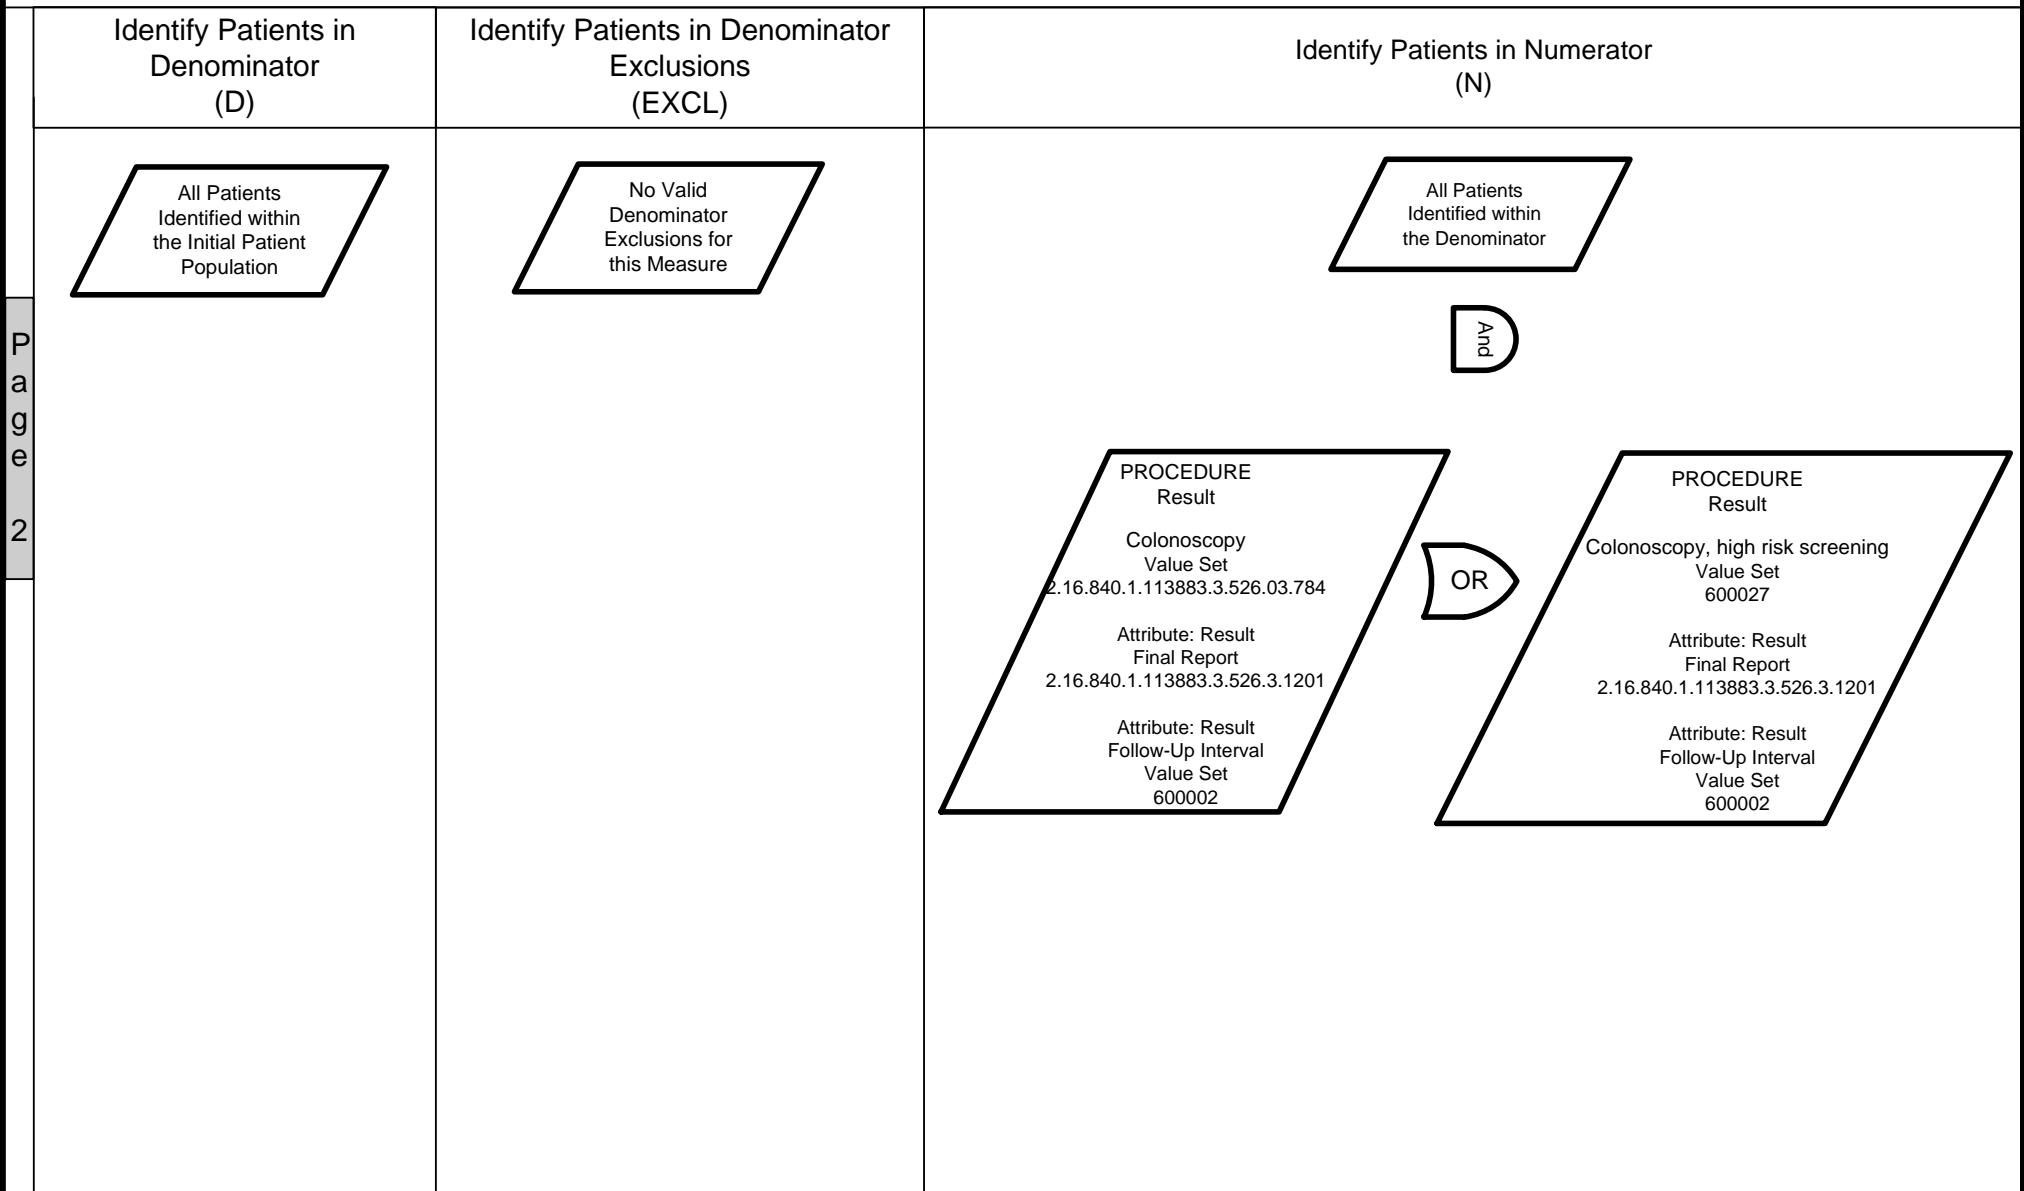 Identify Patients in
Denominator
(D)
Identify Patients in Denominator
Exclusions
(EXCL)
Identify Patients in Numerator
(N)
P
a
g
e
2
All Patients
Identified within
the Initial Patient
Population
No Valid
Denominator
Exclusions for
this Measure
All Patients
Identified within
the Denominator
And
PROCEDURE
Result
Colonoscopy
Value Set
2.16.840.1.113883.3.526.03.784
Attribute: Result
Final Report
2.16.840.1.113883.3.526.3.1201
Attribute: Result
Follow-Up Interval
Value Set
600002
OR
PROCEDURE
Result
Colonoscopy, high risk screening
Value Set
600027
Attribute: Result
Final Report
2.16.840.1.113883.3.526.3.1201
Attribute: Result
Follow-Up Interval
Value Set
600002